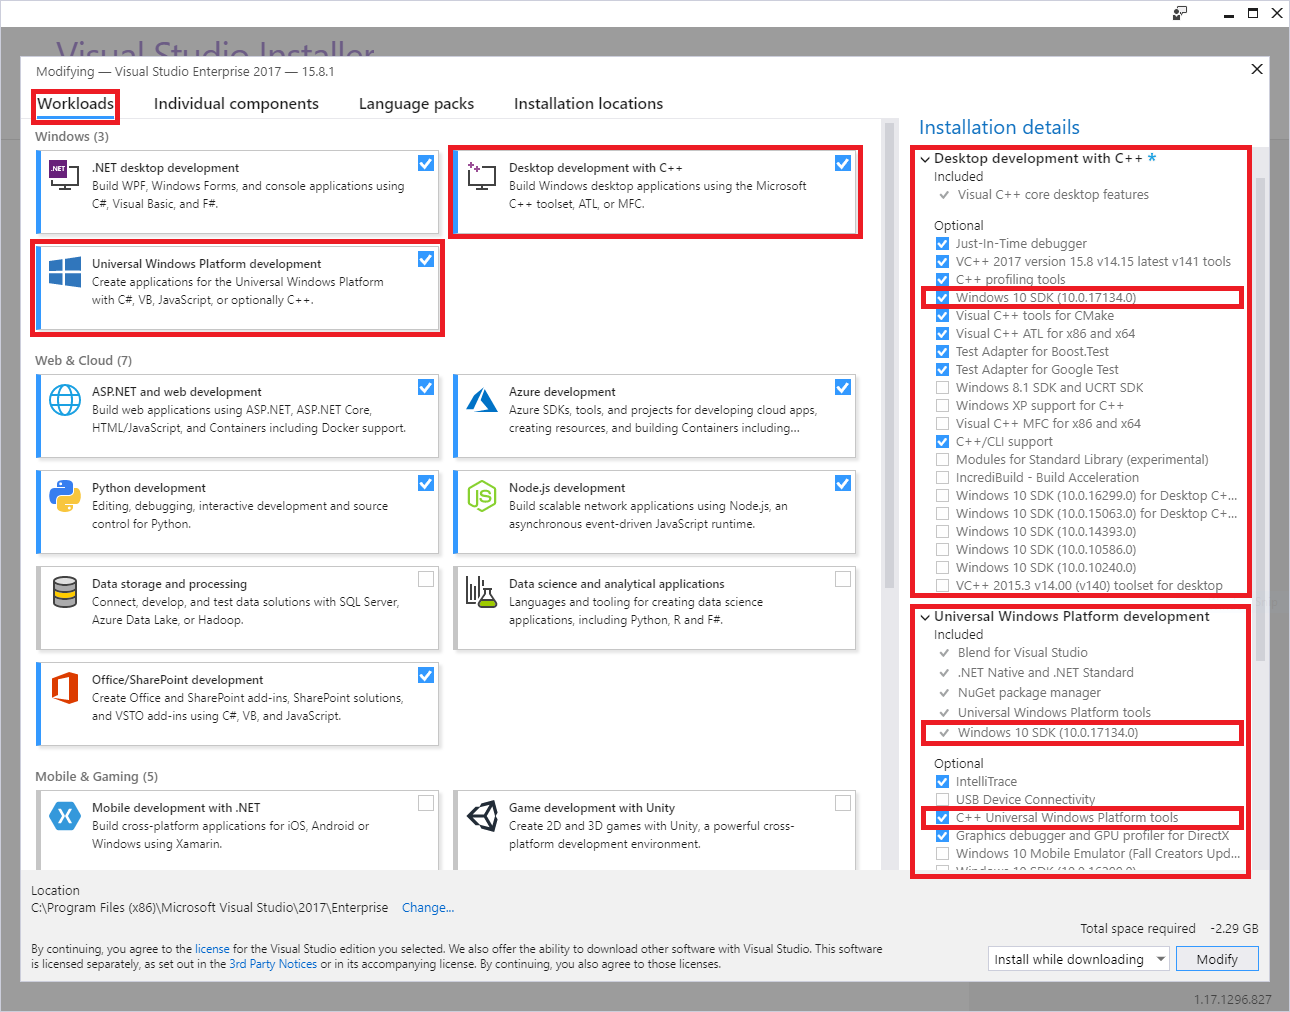 Visual Studio Installer
Modifying — Visual Studio Enterprise 2017 — 15.8.1
Workloads
Individual components
Language packs
Installation locations
Windows (3)
.NET
.NET desktop development
Build WPF, Windows Forms, and console applications using
C#, Visual Basic, and F#.
Desktop development with C++
Build Windows desktop applications using the Microsoft
C++ toolset, ATL, or MFC.
Universal Windows Platform development
Create applications for the Universal Windows Platform
with C#, VB, JavaScript, or optionally C++.
Web & Cloud (7)
ASP.NET and web development
Build web applications using ASP.NET, ASP.NET Core,
HTML/JavaScript, and Containers including Docker support.
Azure development
Azure SDKs, tools, and projects for developing cloud apps,
creating resources, and building Containers including...
Python development
Editing, debugging, interactive development and source
control for Python.
JS
Node.js development
Build scalable network applications using Node.js, an
asynchronous event-driven JavaScript runtime.
Data storage and processing
Connect, develop, and test data solutions with SQL Server,
Azure Data Lake, or Hadoop.
Data science and analytical applications
Languages and tooling for creating data science
applications, including Python, R and F#.
Office/SharePoint development
Create Office and SharePoint add-ins, SharePoint solutions,
and VSTO add-ins using C#, VB, and JavaScript.
Mobile & Gaming (5)
Mobile development with .NET
Build cross-platform applications for iOS, Android or
Windows using Xamarin.
Game development with Unity
Create 2D and 3D games with Unity, a powerful cross-
platform development environment.
Installation details
Desktop development with C++ *
Included
Visual C++ core desktop features
Optional
Just-In-Time debugger
VC++ 2017 version 15.8 v14.15 latest v141 tools
C++ profiling tools
Windows 10 SDK (10.0.17134.0)
Visual C++ tools for CMake
Visual C++ ATL for x86 and x64
Test Adapter for Boost.Test
Test Adapter for Google Test
Windows 8.1 SDK and UCRT SDK
Windows XP support for C++
Visual C++ MFC for x86 and x64
C++/CLI support
Modules for Standard Library (experimental)
IncrediBuild - Build Acceleration
Windows 10 SDK (10.0.16299.0) for Desktop C+...
Windows 10 SDK (10.0.15063.0) for Desktop C+...
Windows 10 SDK (10.0.14393.0)
Windows 10 SDK (10.0.10586.0)
Windows 10 SDK (10.0.10240.0)
VC++ 2015.3 v14.00 (v140) toolset for desktop
Universal Windows Platform development
Included
Blend for Visual Studio
.NET Native and .NET Standard
NuGet package manager
Universal Windows Platform tools
Windows 10 SDK (10.0.17134.0)
Optional
IntelliTrace
USB Device Connectivity
C++ Universal Windows Platform tools
Graphics debugger and GPU profiler for DirectX
Windows 10 Mobile Emulator (Fall Creators Upd...
Windows 10 SDK (10.0.16299.0)
Location
C:\Program Files (x86)\Microsoft Visual Studio\2017\Enterprise Change...
By continuing, you agree to the license for the Visual Studio edition you selected. We also offer the ability to download other software with Visual Studio. This software
is licensed separately, as set out in the 3rd Party Notices or in its accompanying license. By continuing, you also agree to those licenses.
Total space required -2.29 GB
Install while downloading
Modify
1.17.1296.827